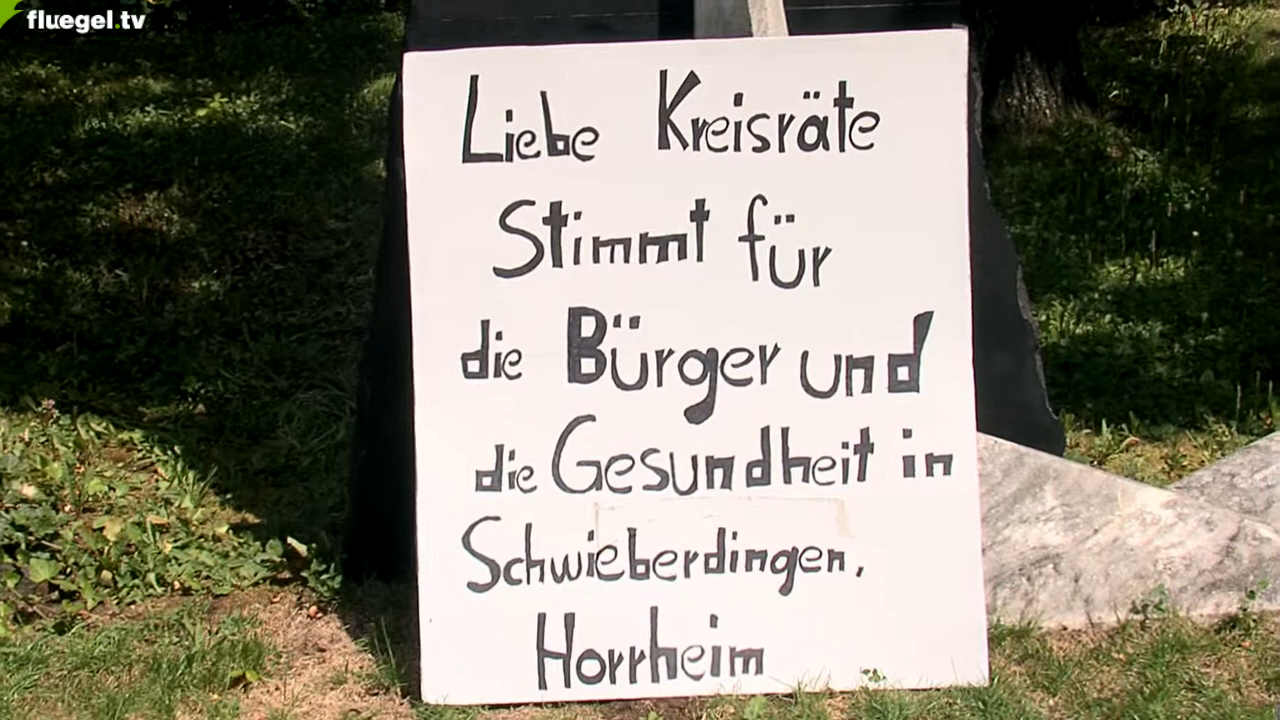 fluegel.tv
Liebe Kreisräte
Stimmt für
die Bürger und
die Gesundheit in
Schwieberdingen,
Horrheim